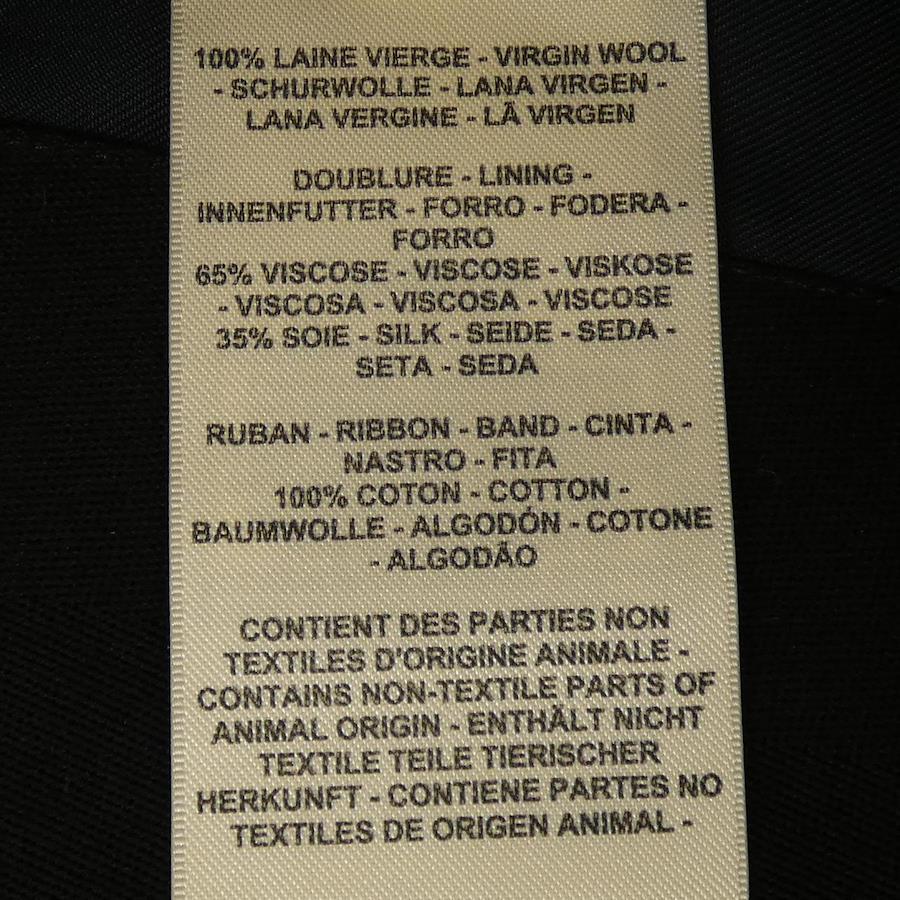 100% LAINE VIERGE - VIRGIN WOOL
- SCHURWOLLE - LANA VIRGEN -
LANA VERGINE - LÃ VIRGEN
DOUBLURE - LINING -
INNENFUTTER - FORRO - FODERA -
FORRO
65% VISCOSE - VISCOSE - VISKOSE
- VISCOSA - VISCOSA - VISCOSE
35% SOIE - SILK - SEIDE - SEDA -
SETA - SEDA
RUBAN - RIBBON - BAND - CINTA -
NASTRO - FITA
100% COTON - COTTON -
BAUMWOLLE - ALGODÓN - COTONE
- ALGODÃO
CONTIENT DES PARTIES NON
TEXTILES D'ORIGINE ANIMALE -
CONTAINS NON-TEXTILE PARTS OF
ANIMAL ORIGIN - ENTHÄLT NICHT
TEXTILE TEILE TIERISCHER
HERKUNFT - CONTIENE PARTES NO
TEXTILES DE ORIGEN ANIMAL -